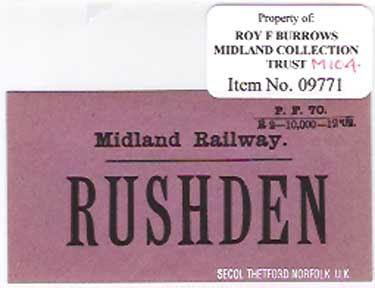 Property of:
ROY F BURROWS
MIDLAND COLLECTION
TRUST M1C4.
Item No. 09771
P. F. 70.
Midland Railway.
RUSHDEN
SECOL THETFORD NORFOLK U.K.